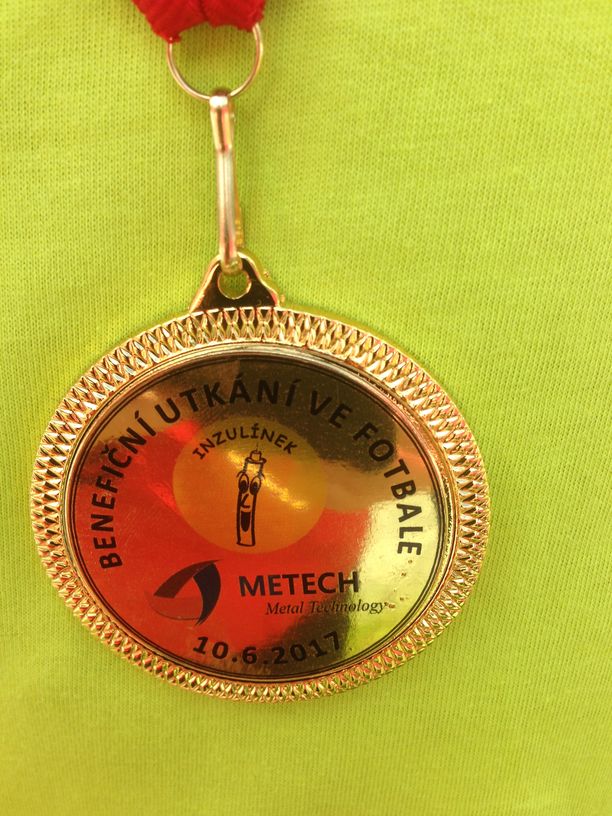 BENEFIČNÍ UTKÁNÍ VE FOTBALE
INZULÍNEK
METECH
Metal Technology
10.6.2017